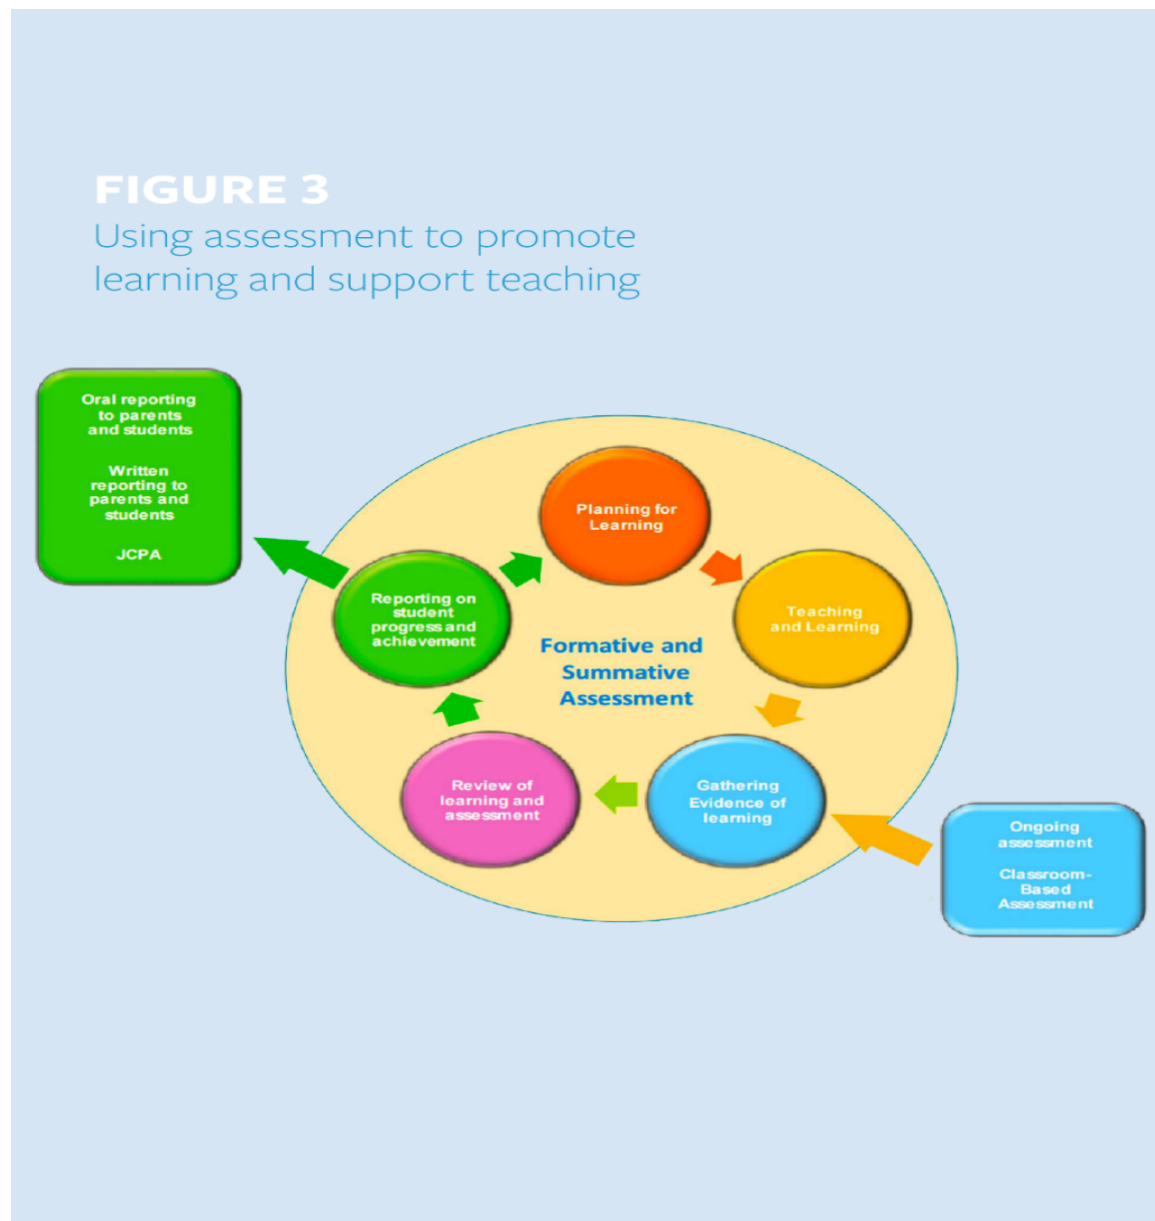 FIGURE 3
Using assessment to promote
learning and support teaching
Oral reporting
to parents
and students
Written
reporting to
parents and
students
JCPA
Planning for
Learning
Teaching
and Learning
Reporting on
student
progress and
achievement
Formative and
Summative
Assessment
Review of
learning and
assessment
Gathering
Evidence of
learning
Ongoing
assessment
Classroom-
Based
Assessment